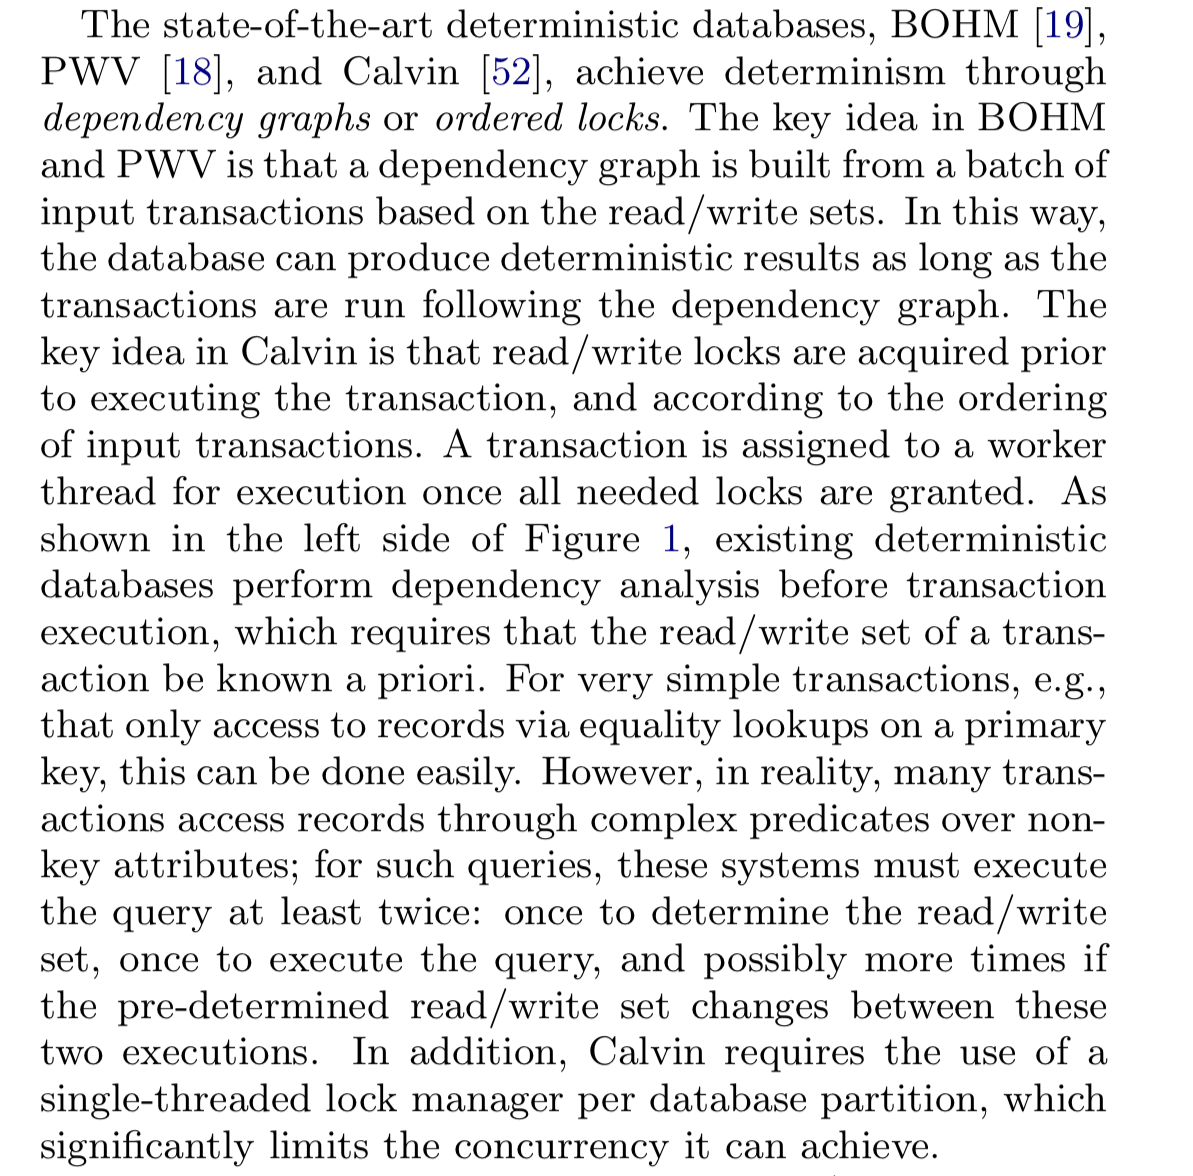 The state-of-the-art deterministic databases, BOHM [19],
PWV [18], and Calvin [52], achieve determinism through
dependency graphs or ordered locks. The key idea in BOHM
and PWV is that a dependency graph is built from a batch of
input transactions based on the read/write sets. In this way,
the database can produce deterministic results as long as the
transactions are run following the dependency graph. The
key idea in Calvin is that read/write locks are acquired prior
to executing the transaction, and according to the ordering
of input transactions. A transaction is assigned to a worker
thread for execution once all needed locks are granted. As
shown in the left side of Figure 1, existing deterministic
databases perform dependency analysis before transaction
execution, which requires that the read/write set of a trans-
action be known a priori. For very simple transactions, e.g.,
that only access to records via equality lookups on a primary
key, this can be done easily. However, in reality, many trans-
actions access records through complex predicates over non-
key attributes; for such queries, these systems must execute
the query at least twice: once to determine the read/write
set, once to execute the query, and possibly more times if
the pre-determined read/write set changes between these
two executions. In addition, Calvin requires the use of a
single-threaded lock manager per database partition, which
significantly limits the concurrency it can achieve.